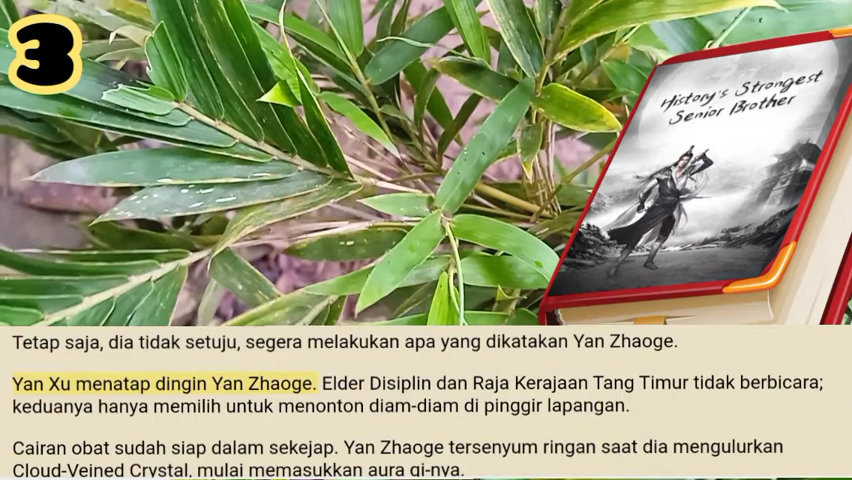 3
History's Strongest
Senior Brother
Tetap saja, dia tidak setuju, segera melakukan apa yang dikatakan Yan Zhaoge.
Yan Xu menatap dingin Yan Zhaoge. Elder Disiplin dan Raja Kerajaan Tang Timur tidak berbicara;
keduanya hanya memilih untuk menonton diam-diam di pinggir lapangan.
Cairan obat sudah siap dalam sekejap. Yan Zhaoge tersenyum ringan saat dia mengulurkan
Cloud-Veined Crystal, mulai memasukkan aura qi-nya.